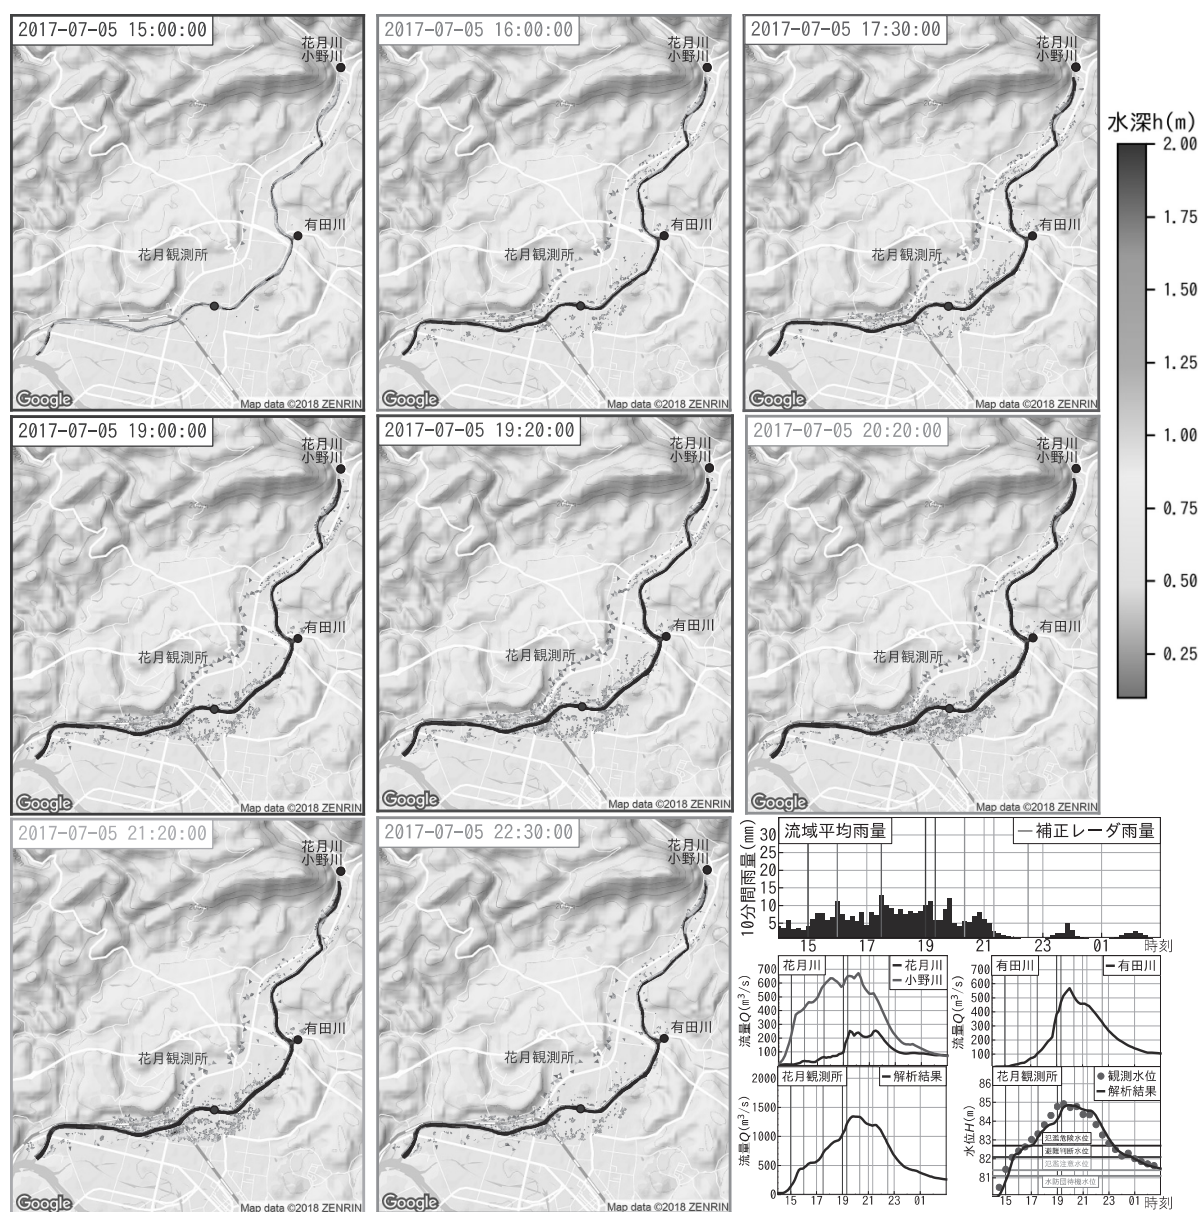 2017-07-05 15:00:00
花月川
小野川
有田川
花月観測所
Google
Map data ©2018 ZENRIN
2017-07-05 16:00:00
花月川
小野川
有田川
花月観測所
Google
Map data ©2018 ZENRIN
2017-07-05 17:30:00
花月川
小野川
有田川
花月観測所
Google
Map data ©2018 ZENRIN
水深h(m)
2.00
1.75
1.50
1.25
1.00
0.75
0.50
0.25
2017-07-05 19:00:00
花月川
小野川
有田川
花月観測所
Google
Map data ©2018 ZENRIN
2017-07-05 19:20:00
花月川
小野川
有田川
花月観測所
Google
Map data ©2018 ZENRIN
2017-07-05 20:20:00
花月川
小野川
有田川
花月観測所
Google
Map data ©2018 ZENRIN
2017-07-05 21:20:00
花月川
小野川
有田川
花月観測所
Google
Map data ©2018 ZENRIN
2017-07-05 22:30:00
花月川
小野川
有田川
花月観測所
Google
Map data ©2018 ZENRIN
流域平均雨量
補正レーダ雨量
10分間雨量(mm)
30
25
20
15
10
5
15 17 19 21 23 01 時刻
花月川
花月川
小野川
流量Q(m³/s)
700
600
500
400
300
200
100
有田川
有田川
流量Q(m³/s)
700
600
500
400
300
200
100
花月観測所
解析結果
流量Q(m³/s)
2000
1500
1000
500
0
15 17 19 21 23 01
花月観測所
観測水位
解析結果
水位H(m)
86
85
84
83
82
81
氾濫危険水位
避難判断水位
氾濫注意水位
水防団待機水位
15 17 19 21 23 01 時刻